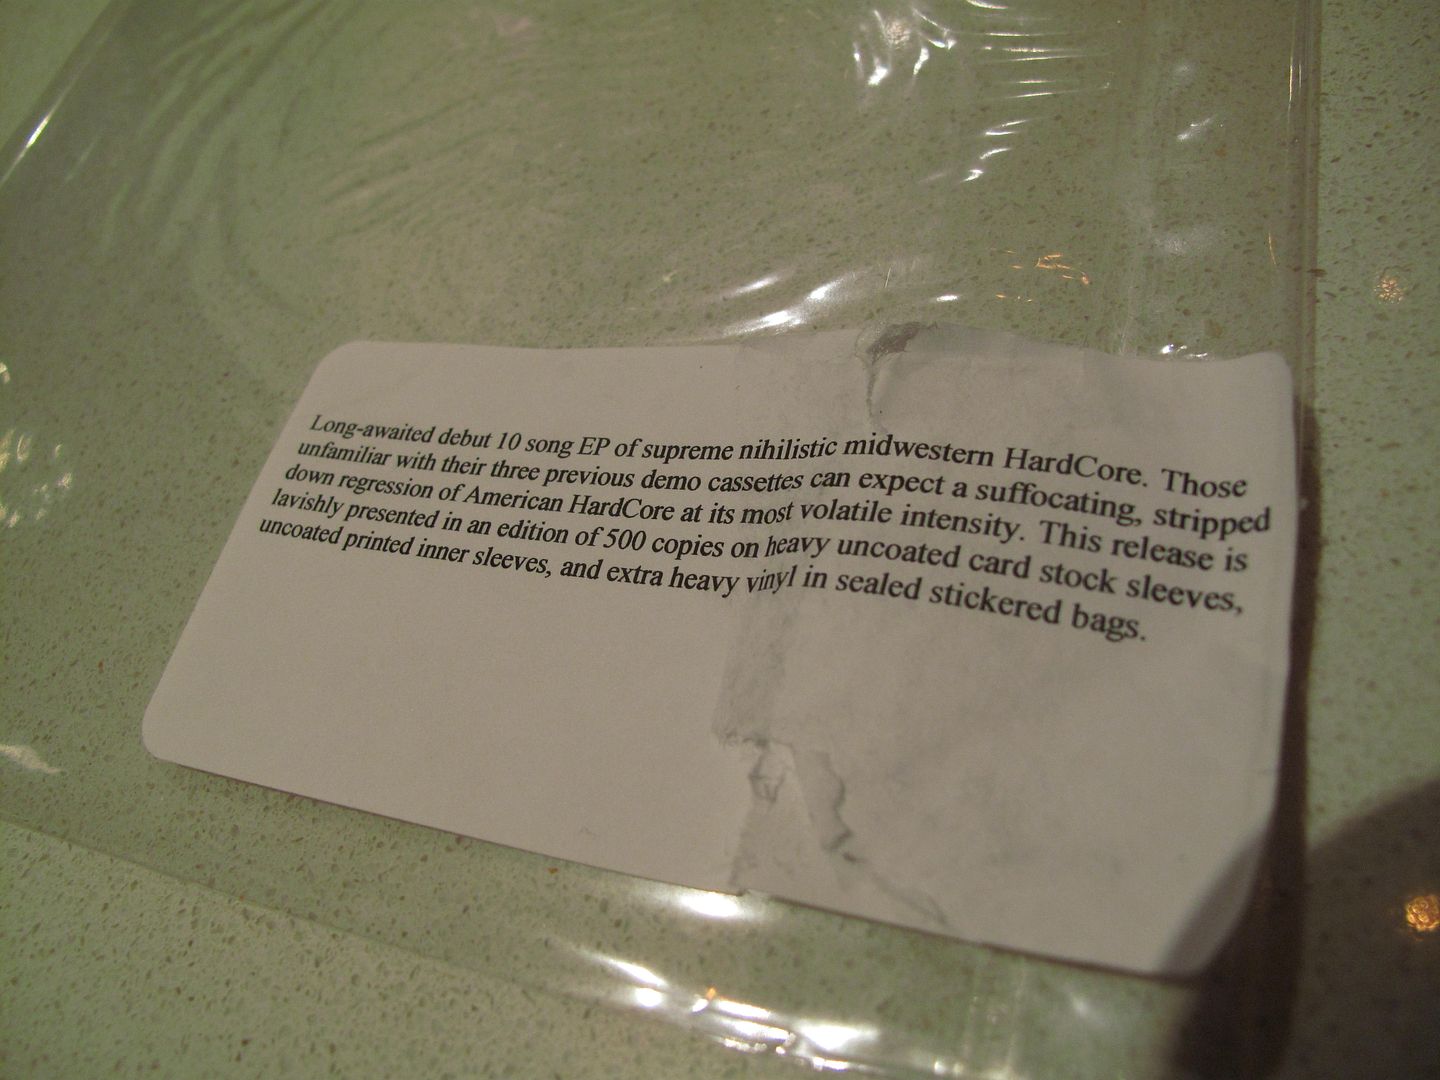 Long-awaited debut 10 song EP of supreme nihilistic midwestern HardCore. Those
unfamiliar with their three previous demo cassettes can expect a suffocating, stripped
down regression of American HardCore at its most volatile intensity. This release is
lavishly presented in an edition of 500 copies on heavy uncoated card stock sleeves,
uncoated printed inner sleeves, and extra heavy vinyl in sealed stickered bags.